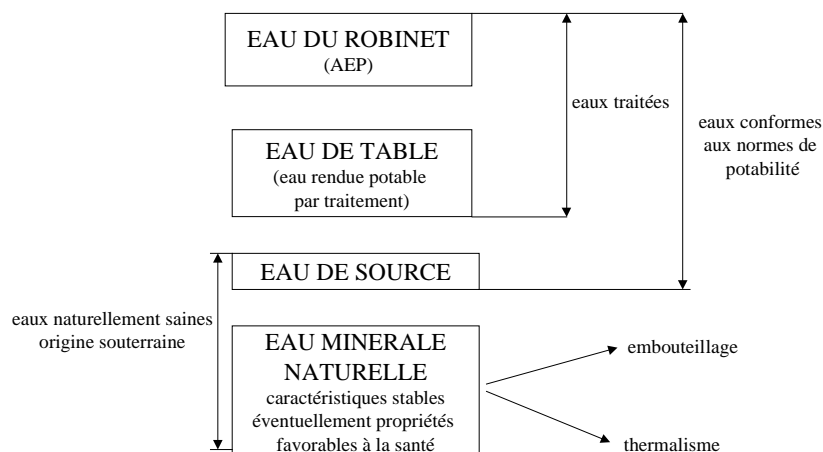 EAU DU ROBINET
(AEP)
eaux traitées
eaux conformes
aux normes de
potabilité
EAU DE TABLE
(eau rendue potable
par traitement)
EAU DE SOURCE
eaux naturellement saines
origine souterraine
EAU MINERALE
NATURELLE
caractéristiques stables
éventuellement propriétés
favorables à la santé
embouteillage
thermalisme